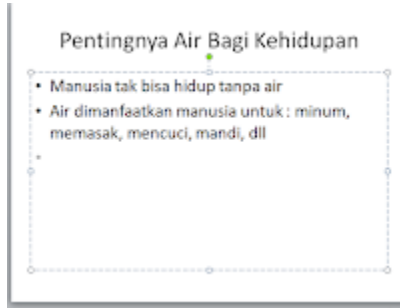 Pentingnya Air Bagi Kehidupan
• Manusia tak bisa hidup tanpa air
• Air dimanfaatkan manusia untuk : minum,
memasak, mencuci, mandi, dll